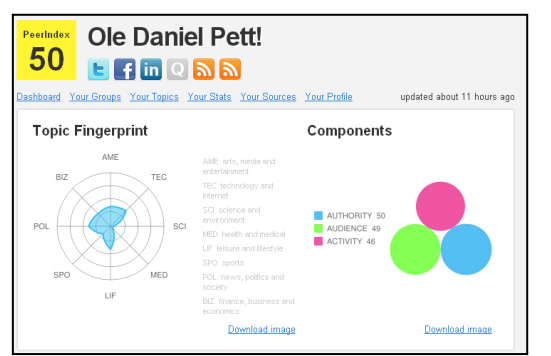 PeerIndex
50
Ole Daniel Pett!
Dashboard Your Groups Your Topics Your Stats Your Sources Your Profile
updated about 11 hours ago
Topic Fingerprint
AME
BIZ
TEC
POL
SCI
SPO
MED
LIF
AME arts, media and
entertainment
TEC technology and
internet
SCI science and
environment
MED health and medical
LIF leisure and lifestyle
SPO sports
POL news, politics and
society
BIZ finance, business and
economics
Download image
Components
AUTHORITY 50
AUDIENCE 49
ACTIVITY 46
Download image